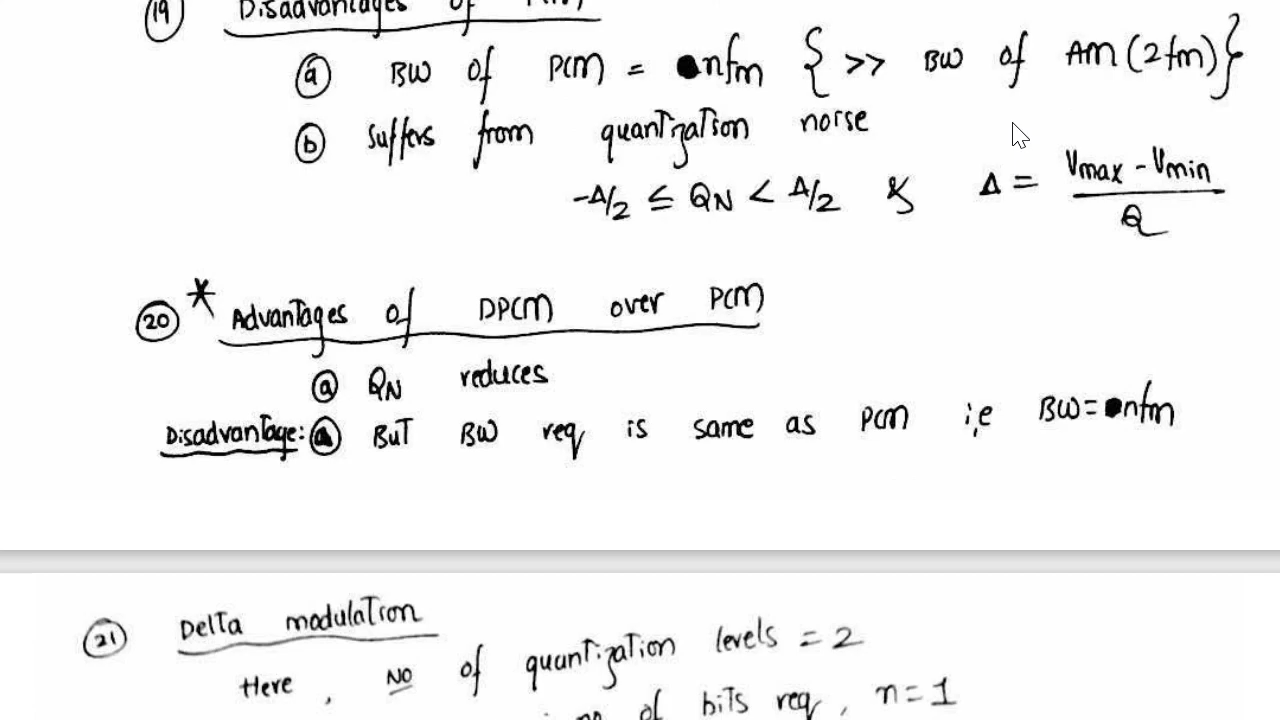 19 Disadvantages of PCM
a BW of PCM = nfm { >> BW of AM (2fm) }
b Suffers from quantization noise
-Δ/2 ≤ QN < Δ/2 & Δ = Vmax - Vmin / Q
20 * Advantages of DPCM over PCM
a QN reduces
Disadvantage: a BUT BW req is same as PCM i,e BW = nfm
21 Delta modulation
Here, NO of quantization levels = 2
no of bits req, n = 1